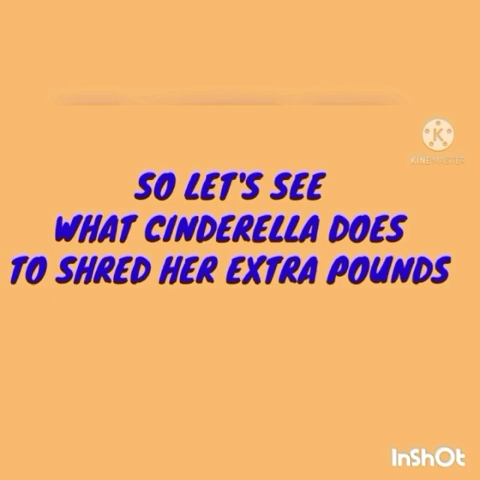 K
KINEMASTER
SO LET'S SEE
WHAT CINDERELLA DOES
TO SHRED HER EXTRA POUNDS
InShOt